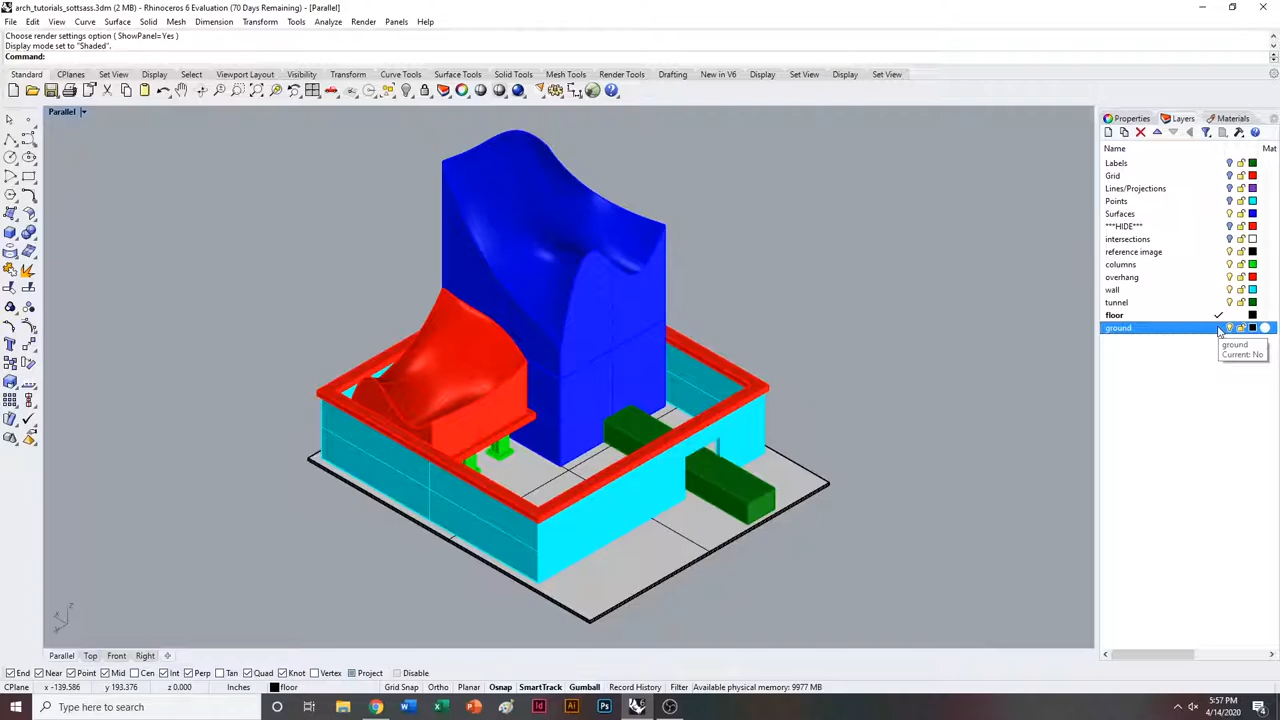 arch_tutorials_sottsass.3dm (2 MB) - Rhinoceros 6 Evaluation (70 Days Remaining) - [Parallel]
File Edit View Curve Surface Solid Mesh Dimension Transform Tools Analyze Render Panels Help
Choose render settings option ( ShowPanel=Yes )
Display mode set to "Shaded".
Command:
Standard CPlanes Set View Display Select Viewport Layout Visibility Transform Curve Tools Surface Tools Solid Tools Mesh Tools Render Tools Drafting New in V6 Display Set View Display Set View
Parallel
Properties Layers Materials
Name Mat
Labels
Grid
Lines/Projections
Points
Surfaces
***HIDE***
intersections
reference image
columns
overhang
wall
tunnel
floor
ground
ground
Current: No
z
y
x
Parallel Top Front Right
End Near Point Mid Cen Int Perp Tan Quad Knot Vertex Project Disable
CPlane x -139.586 y 193.376 z 0.000 Inches floor Grid Snap Ortho Planar Osnap SmartTrack Gumball Record History Filter Available physical memory: 9977 MB
Type here to search
5:57 PM
4/14/2020